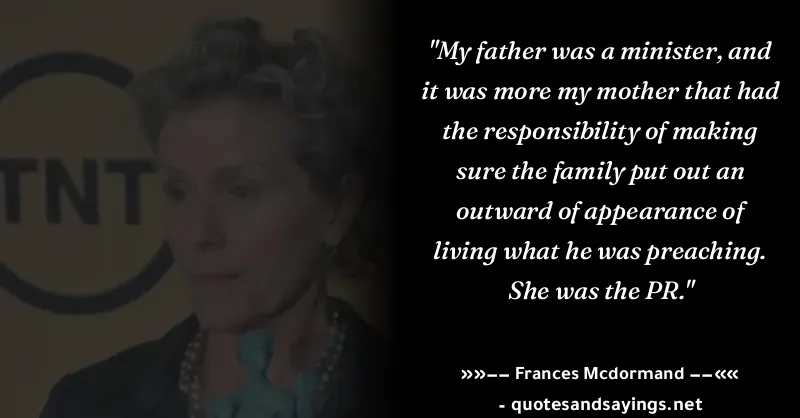 TNT
"My father was a minister, and
it was more my mother that had
the responsibility of making
sure the family put out an
outward of appearance of
living what he was preaching.
She was the PR."
»»−− Frances Mcdormand −−««
- quotesandsayings.net